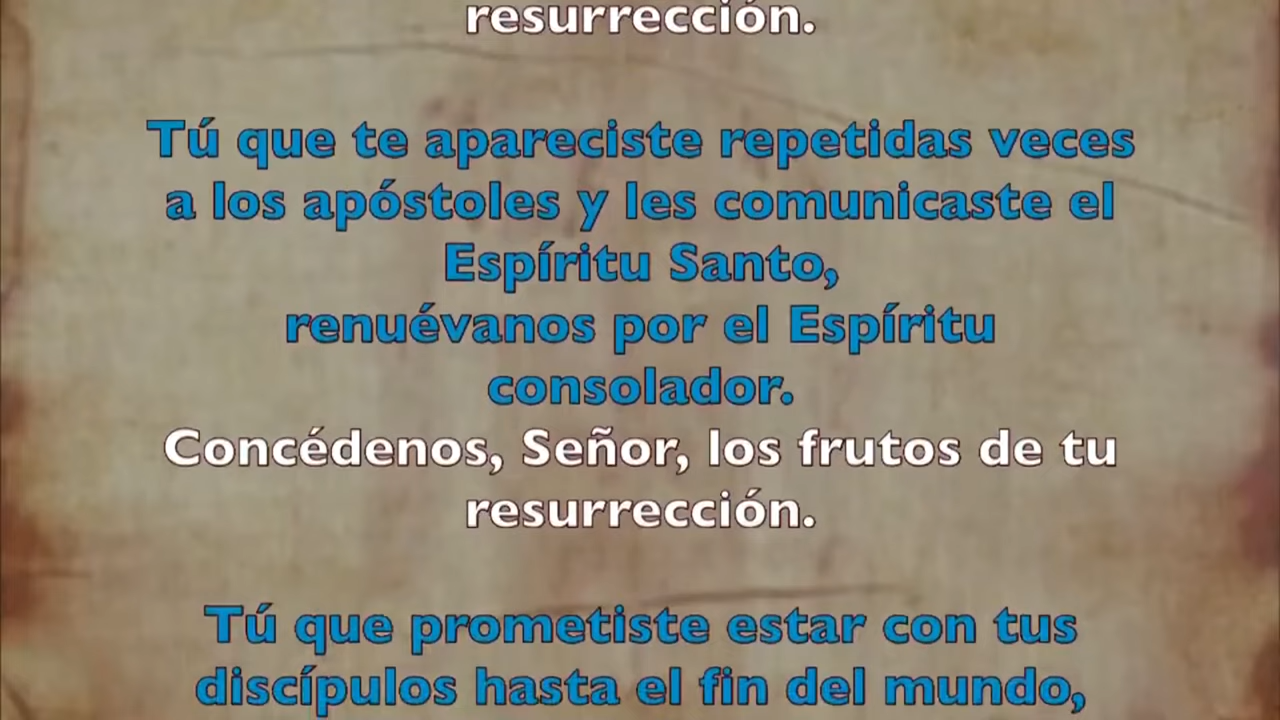 resurrección.
Tú que te apareciste repetidas veces
a los apóstoles y les comunicaste el
Espíritu Santo,
renuévanos por el Espíritu
consolador.
Concédenos, Señor, los frutos de tu
resurrección.
Tú que prometiste estar con tus
discípulos hasta el fin del mundo,